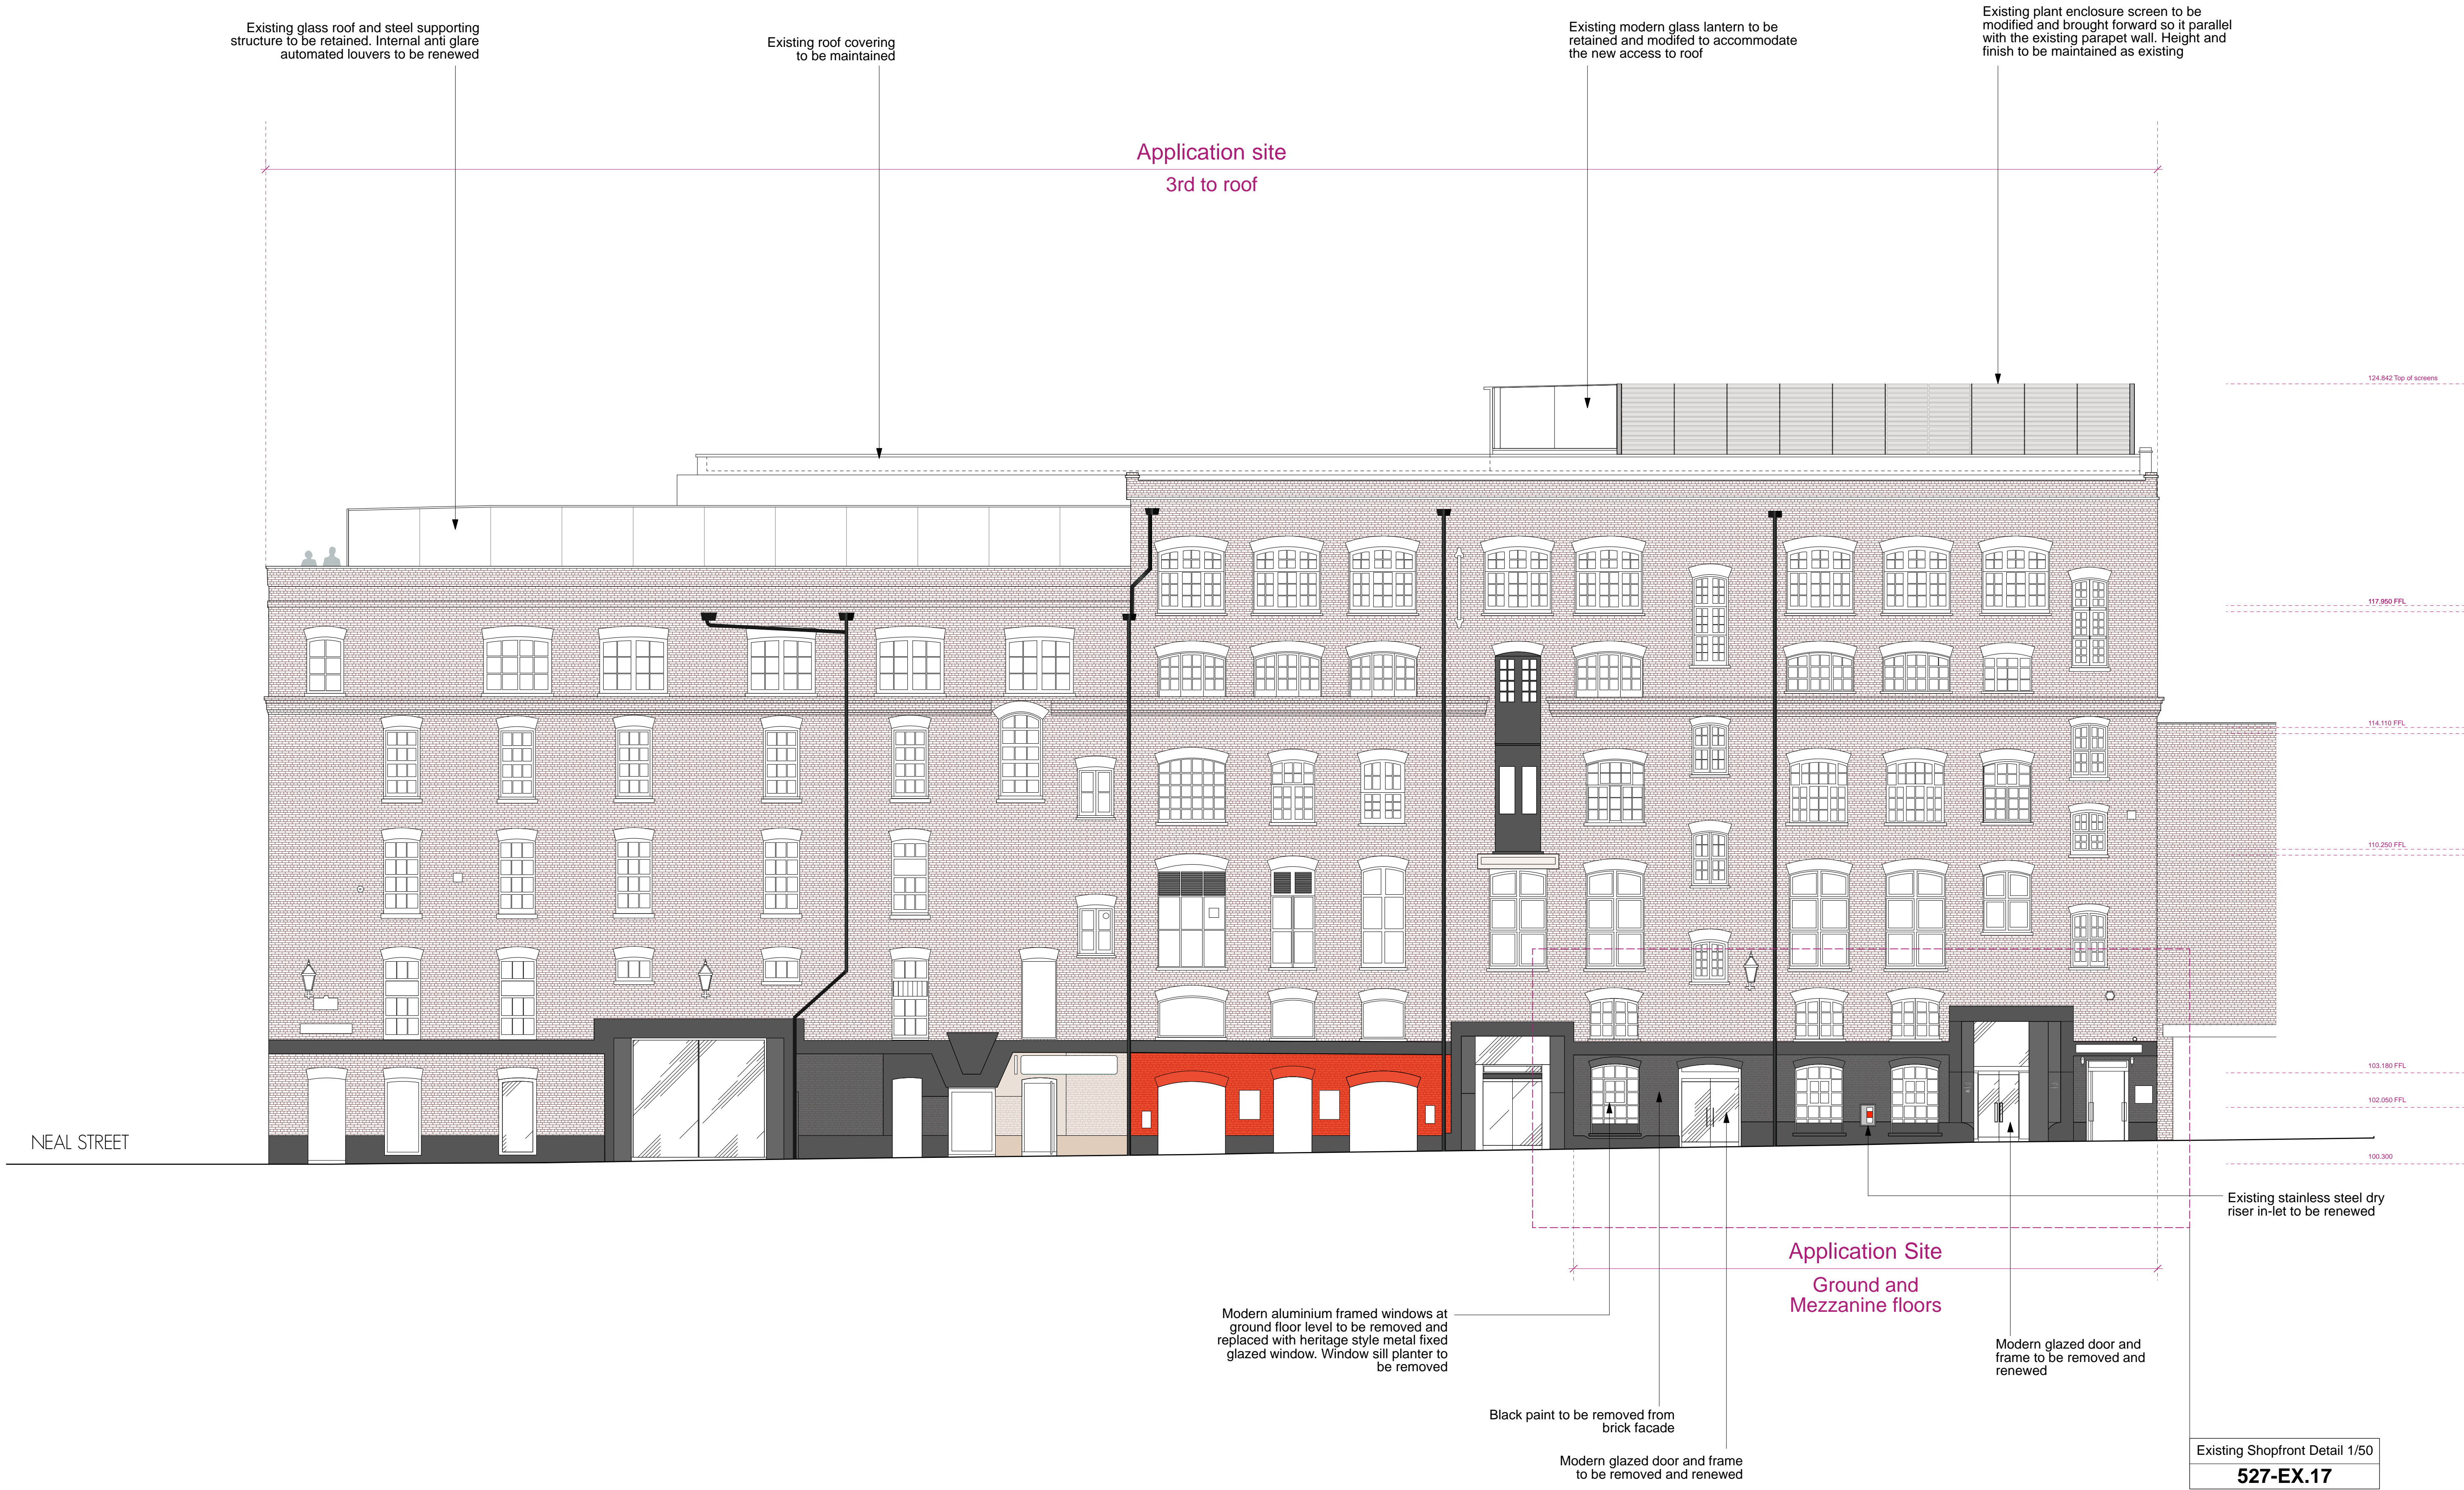 Existing glass roof and steel supporting
structure to be retained. Internal anti glare
automated louvers to be renewed
Existing roof covering
to be maintained
Existing modern glass lantern to be
retained and modifed to accommodate
the new access to roof
Existing plant enclosure screen to be
modified and brought forward so it parallel
with the existing parapet wall. Height and
finish to be maintained as existing
Application site
3rd to roof
124.842 Top of screens
117.950 FFL
114.110 FFL
110.250 FFL
103.180 FFL
102.050 FFL
100.300
NEAL STREET
Existing stainless steel dry
riser in-let to be renewed
Application Site
Ground and
Mezzanine floors
Modern aluminium framed windows at
ground floor level to be removed and
replaced with heritage style metal fixed
glazed window. Window sill planter to
be removed
Modern glazed door and
frame to be removed and
renewed
Black paint to be removed from
brick facade
Modern glazed door and frame
to be removed and renewed
Existing Shopfront Detail 1/50
527-EX.17